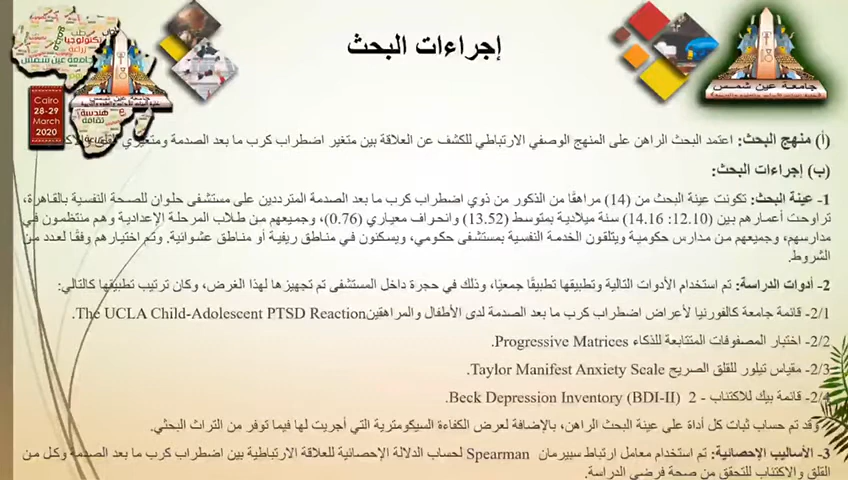 إجراءات البحث
جامعة عين شمس
Cairo
28-29
March
2020
جامعة عين شمس
(أ) منهج البحث: اعتمد البحث الراهن على المنهج الوصفي الارتباطي للكشف عن العلاقة بين متغير اضطراب كرب ما بعد الصدمة ومتغيري
(ب) إجراءات البحث:
1- عينة البحث: تكونت عينة البحث من (14) مراهقًا من الذكور من ذوي اضطراب كرب ما بعد الصدمة المترددين على مستشفى حلوان للصحة النفسية بالقاهرة،
تراوحت أعمارهم بين (12.10: 14.16) سنة ميلادية بمتوسط (13.52) وانحراف معياري (0.76)، وجميعهم من طلاب المرحلة الإعدادية وهم منتظمون في
مدارسهم، وجميعهم من مدارس حكومية ويتلقون الخدمة النفسية بمستشفى حكومي، ويسكنون في مناطق ريفية أو مناطق عشوائية. وتم اختيارهم وفقًا لعدد من
الشروط.
2- أدوات الدراسة: تم استخدام الأدوات التالية وتطبيقها تطبيقًا جمعيًا، وذلك في حجرة داخل المستشفى تم تجهيزها لهذا الغرض، وكان ترتيب تطبيقها كالتالي:
2/1- قائمة جامعة كالفورنيا لأعراض اضطراب كرب ما بعد الصدمة لدى الأطفال والمراهقينThe UCLA Child-Adolescent PTSD Reaction.
2/2- اختبار المصفوفات المتتابعة للذكاء Progressive Matrices.
2/3- مقياس تيلور للقلق الصريح Taylor Manifest Anxiety Scale.
2/4- قائمة بيك للاكتئاب - 2 Beck Depression Inventory (BDI-II).
وقد تم حساب ثبات كل أداة على عينة البحث الراهن، بالإضافة لعرض الكفاءة السيكومترية التي أجريت لها فيما توفر من التراث البحثي.
3- الأساليب الإحصائية: تم استخدام معامل ارتباط سبيرمان Spearman لحساب الدلالة الإحصائية للعلاقة الارتباطية بين اضطراب كرب ما بعد الصدمة وكل من
القلق والاكتئاب للتحقق من صحة فرضي الدراسة.